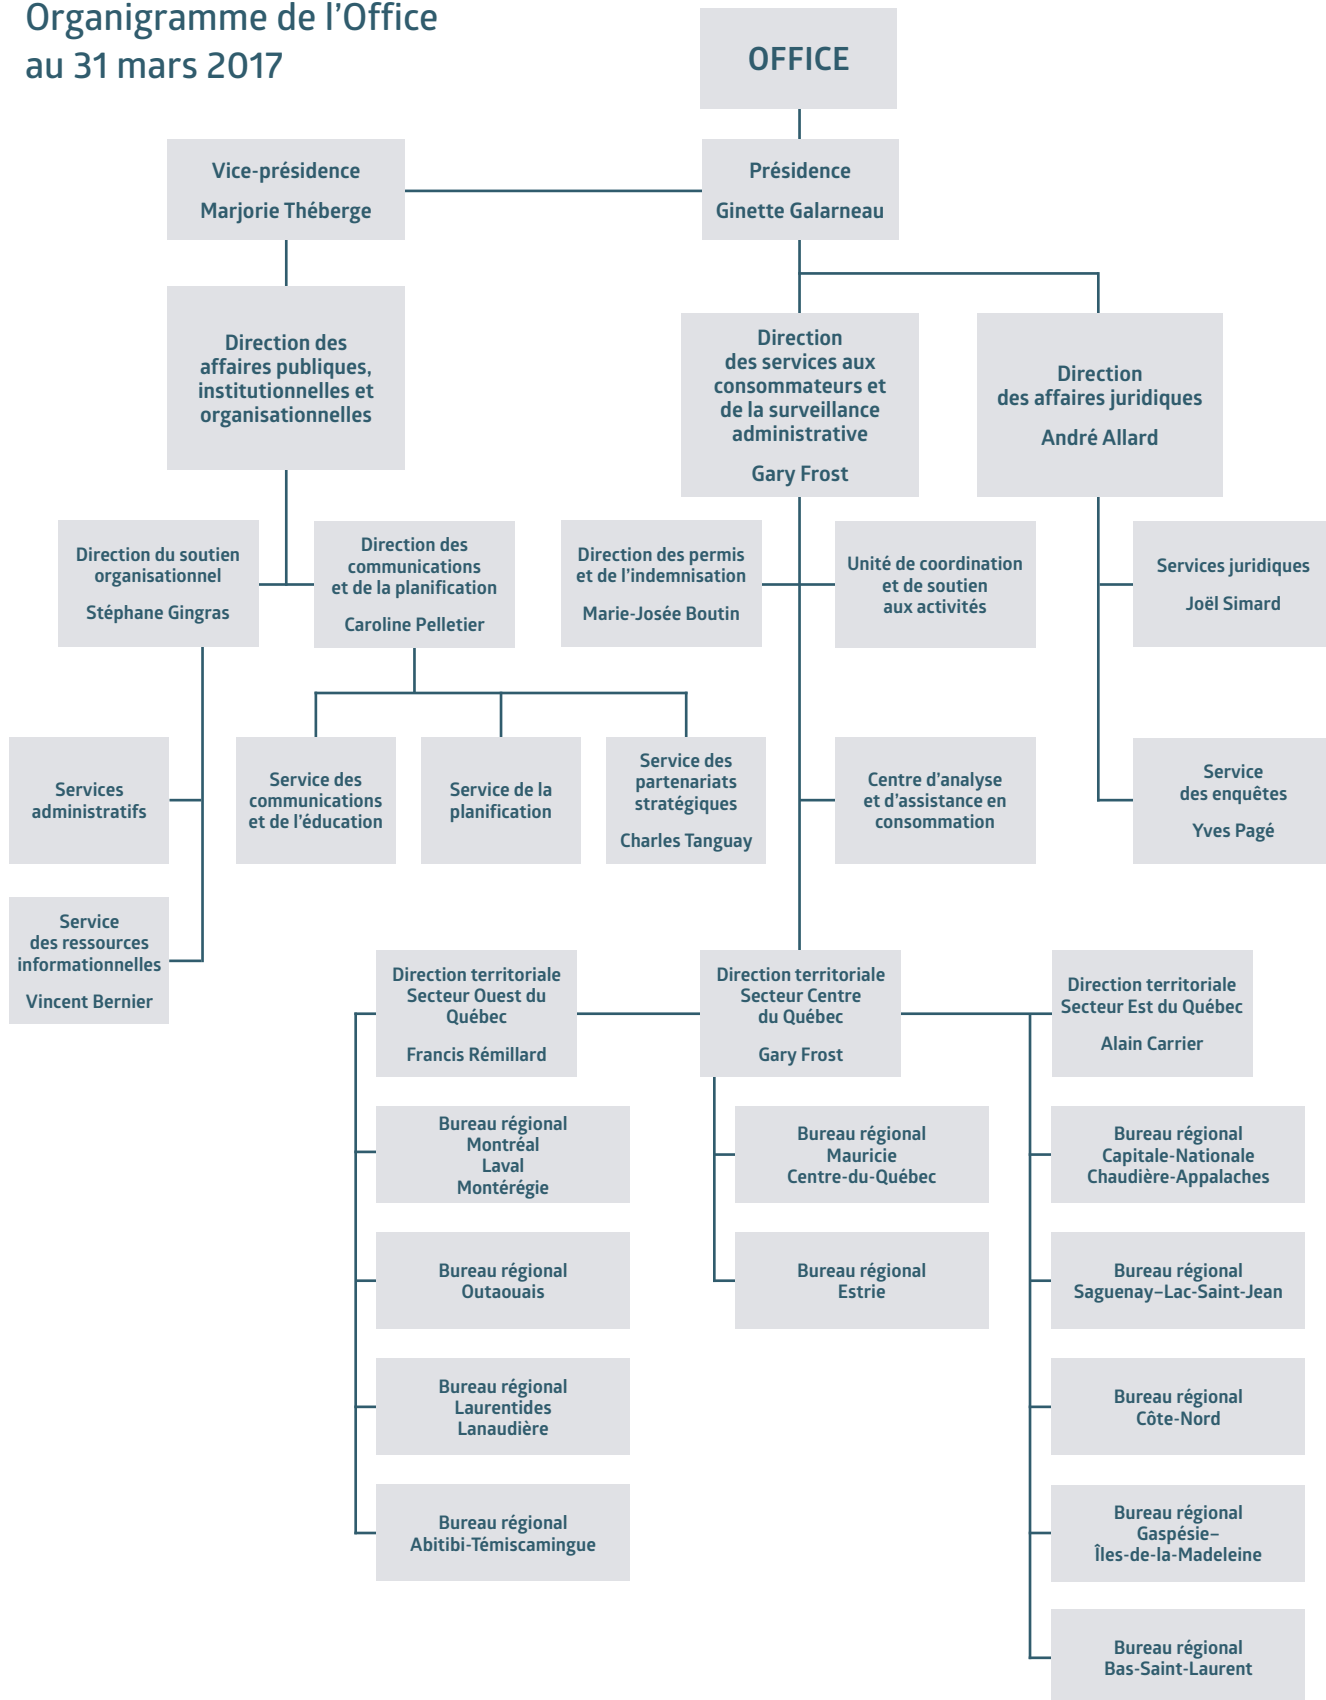 Organigramme de l'Office
au 31 mars 2017
OFFICE
Vice-présidence
Marjorie Théberge
Présidence
Ginette Galarneau
Direction des
affaires publiques,
institutionnelles et
organisationnelles
Direction
des services aux
consommateurs et
de la surveillance
administrative
Gary Frost
Direction
des affaires juridiques
André Allard
Direction du soutien
organisationnel
Stéphane Gingras
Direction des
communications
et de la planification
Caroline Pelletier
Direction des permis
et de l'indemnisation
Marie-Josée Boutin
Unité de coordination
et de soutien
aux activités
Services juridiques
Joël Simard
Services
administratifs
Service des
communications
et de l'éducation
Service de la
planification
Service des
partenariats
stratégiques
Charles Tanguay
Centre d'analyse
et d'assistance en
consommation
Service
des enquêtes
Yves Pagé
Service
des ressources
informationnelles
Vincent Bernier
Direction territoriale
Secteur Ouest du
Québec
Francis Rémillard
Direction territoriale
Secteur Centre
du Québec
Gary Frost
Direction territoriale
Secteur Est du Québec
Alain Carrier
Bureau régional
Montréal
Laval
Montérégie
Bureau régional
Mauricie
Centre-du-Québec
Bureau régional
Capitale-Nationale
Chaudière-Appalaches
Bureau régional
Outaouais
Bureau régional
Estrie
Bureau régional
Saguenay–Lac-Saint-Jean
Bureau régional
Laurentides
Lanaudière
Bureau régional
Côte-Nord
Bureau régional
Abitibi-Témiscamingue
Bureau régional
Gaspésie–
Îles-de-la-Madeleine
Bureau régional
Bas-Saint-Laurent